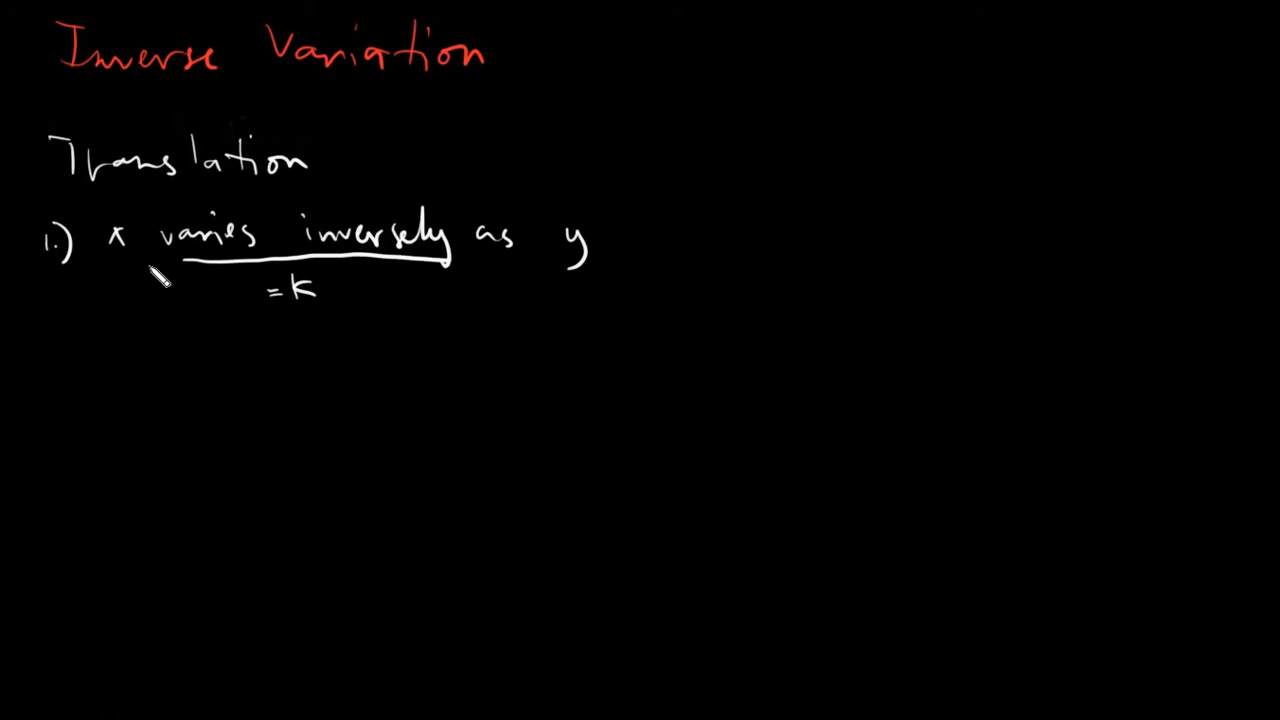 Inverse Variation
Translation
1.) x varies inversely as y
= k